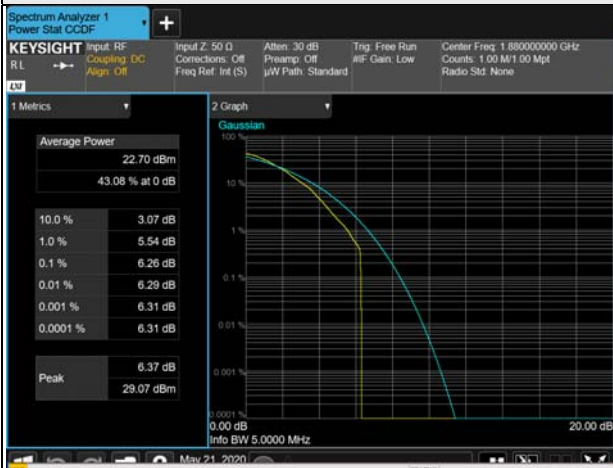 Spectrum Analyzer 1
Power Stat CCDF
KEYSIGHT
RL
LXI
Input: RF
Coupling: DC
Align: Off
Input Z: 50 Ω
Corrections: Off
Freq Ref: Int (S)
Atten: 30 dB
Preamp: Off
µW Path: Standard
Trig: Free Run
#IF Gain: Low
Center Freq: 1.880000000 GHz
Counts: 1.00 M/1.00 Mpt
Radio Std: None
1 Metrics
Average Power
22.70 dBm
43.08 % at 0 dB
10.0 % 3.07 dB
1.0 % 5.54 dB
0.1 % 6.26 dB
0.01 % 6.29 dB
0.001 % 6.31 dB
0.0001 % 6.31 dB
Peak 6.37 dB
29.07 dBm
2 Graph
Gaussian
100 %
10 %
1 %
0.1 %
0.01 %
0.001 %
0.0001 %
0.00 dB 20.00 dB
Info BW 5.0000 MHz
May 21, 2020